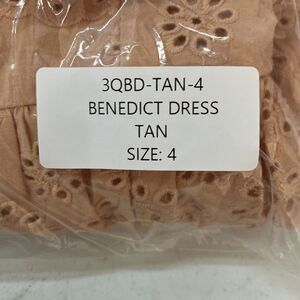 3QBD-TAN-4
BENEDICT DRESS
TAN
SIZE: 4